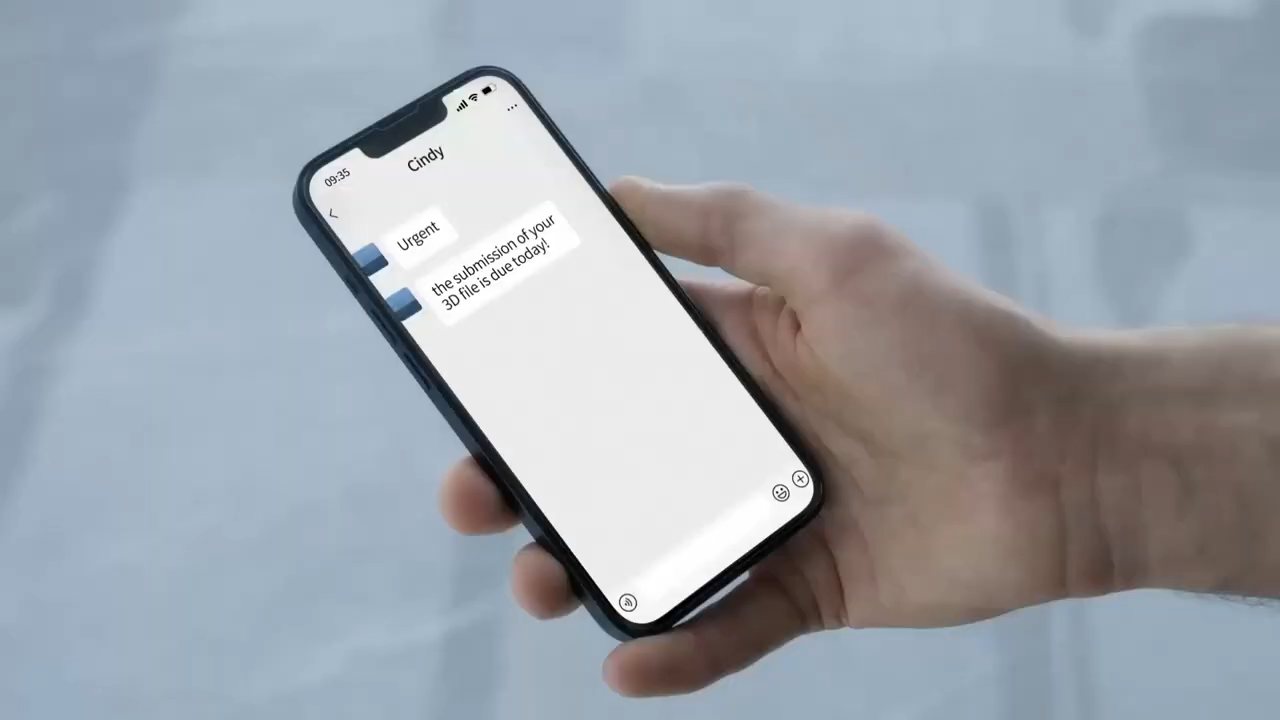 09:35
Cindy
Urgent
the submission of your
3D file is due today!